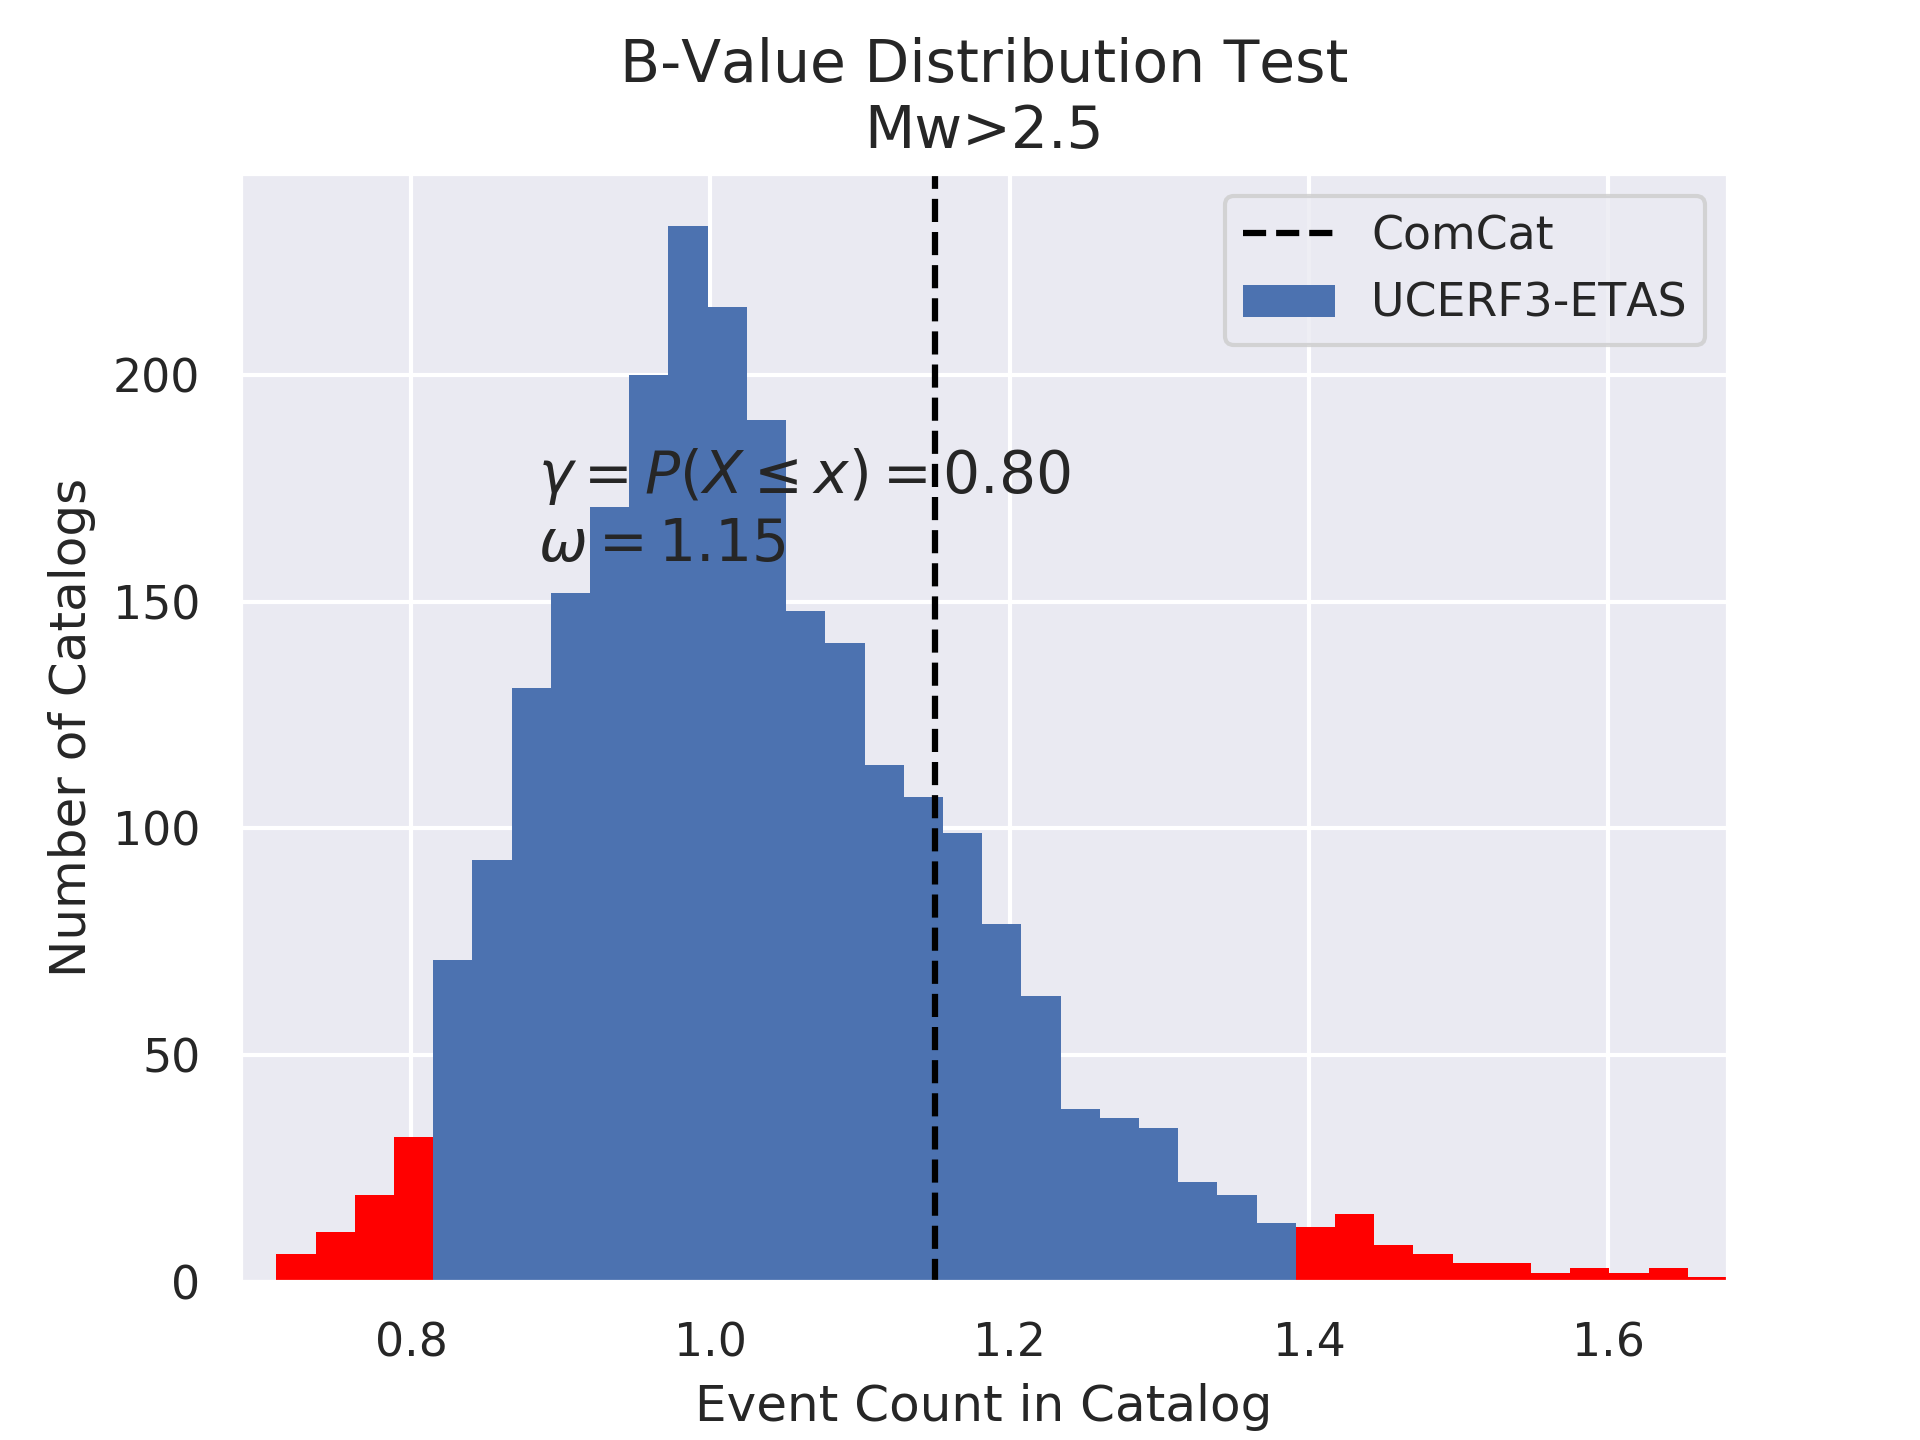 B-Value Distribution Test
Mw>2.5
ComCat
UCERF3-ETAS
γ = P(X ≤ x) = 0.80
ω = 1.15
Number of Catalogs
200
150
100
50
0
0.8 1.0 1.2 1.4 1.6
Event Count in Catalog